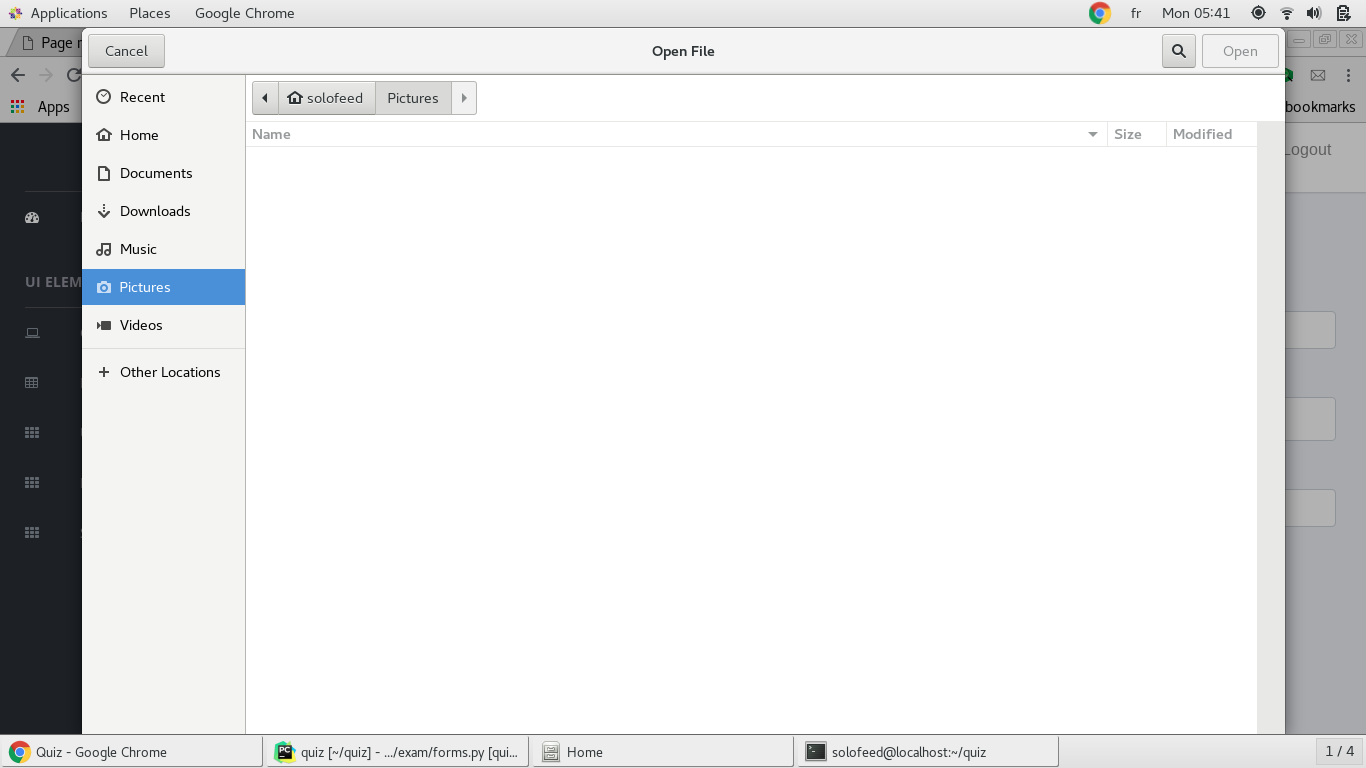 Applications Places Google Chrome fr Mon 05:41
Page
Cancel Open File Open
Apps bookmarks
Recent
Home
Documents
Downloads
Music
Pictures
Videos
Other Locations
solofeed Pictures
Name Size Modified
Logout
UI ELEM
Quiz - Google Chrome quiz [~/quiz] - .../exam/forms.py [qui... Home solofeed@localhost:~/quiz 1 / 4